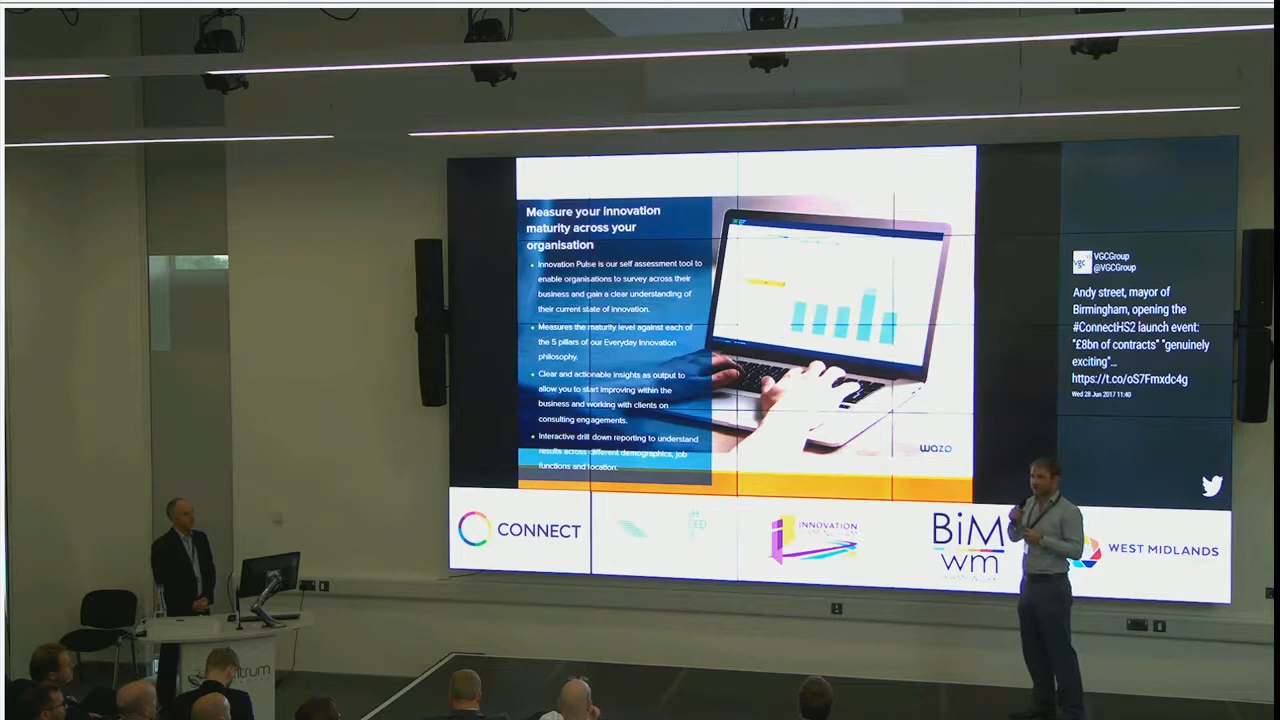 Measure your innovation
maturity across your
organisation
• Innovation Pulse is our self assessment tool to
enable organisations to survey across their
business and gain a clear understanding of
their current state of innovation.
• Measures the maturity level against each of
the 5 pillars of our Everyday Innovation
philosophy.
• Clear and actionable insights as output to
allow you to start improving within the
business and working with clients on
consulting engagements.
• Interactive drill down reporting to understand
results across different demographics, job
functions and location.
wazo
vgc
VGCGroup
@VGCGroup
Andy street, mayor of
Birmingham, opening the
#ConnectHS2 launch event:
"£8bn of contracts" "genuinely
exciting"...
https://t.co/oS7Fmxdc4g
Wed 28 Jun 2017 11:40
CONNECT
INNOVATION
BiM
wm
WEST MIDLANDS